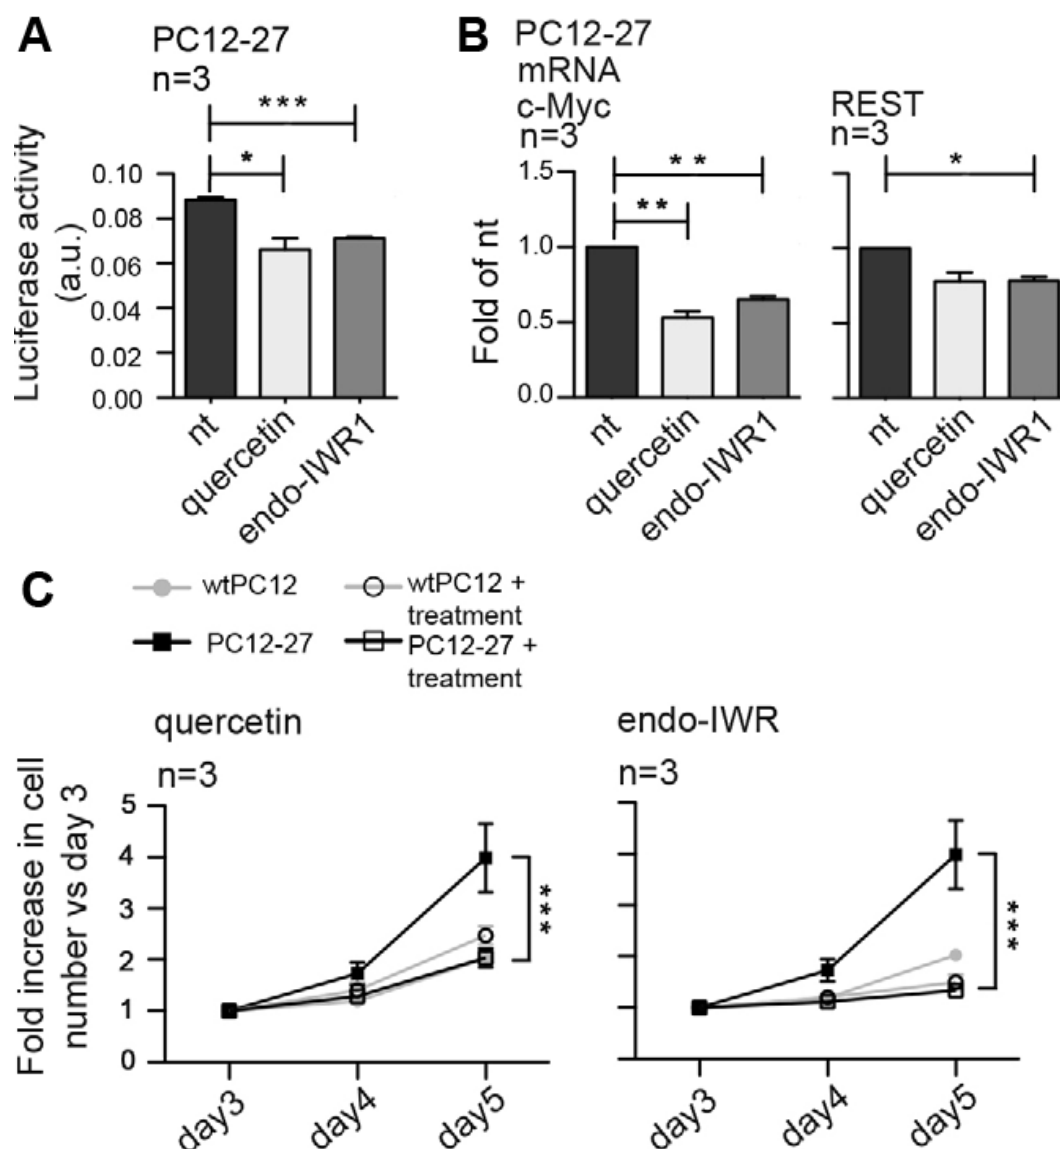 A
PC12-27
n=3
***
*
Luciferase activity
(a.u.)
0.10
0.08
0.06
0.04
0.02
0.00
nt
quercetin
endo-IWR1
B
PC12-27
mRNA
c-Myc
n=3
**
**
Fold of nt
1.5
1.0
0.5
0.0
nt
quercetin
endo-IWR1
REST
n=3
*
nt
quercetin
endo-IWR1
C
wtPC12
wtPC12 +
treatment
PC12-27
PC12-27 +
treatment
quercetin
n=3
Fold increase in cell
number vs day 3
5
4
3
2
1
0
***
day3
day4
day5
endo-IWR
n=3
***
day3
day4
day5